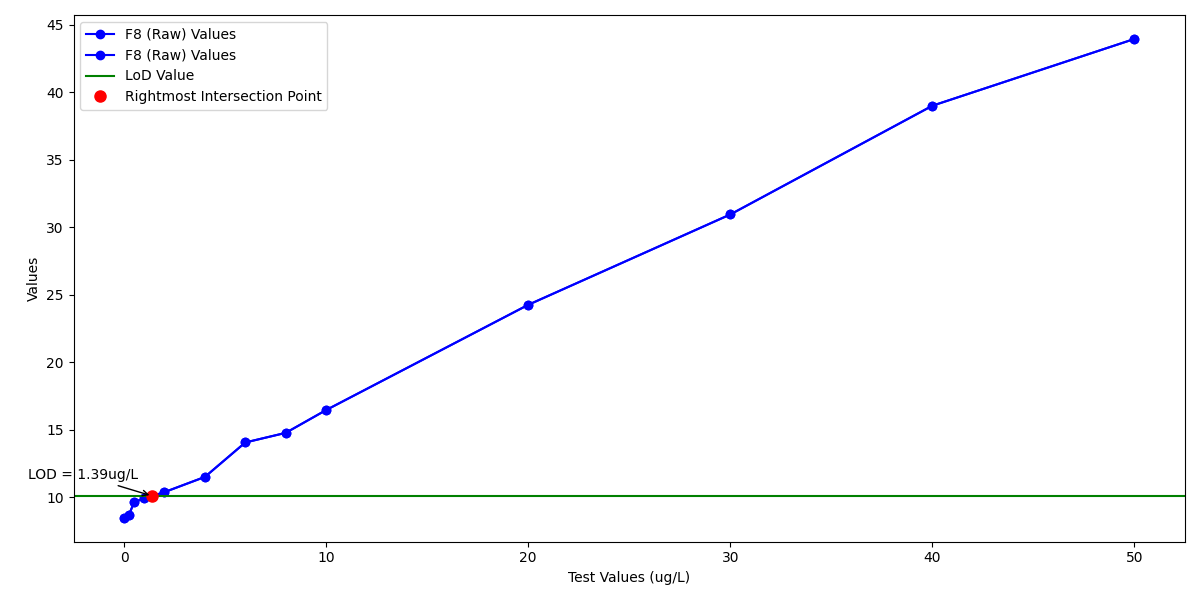 F8 (Raw) Values
F8 (Raw) Values
LoD Value
Rightmost Intersection Point
45
40
35
30
25
20
15
10
Values
LOD = 1.39ug/L
0 10 20 30 40 50
Test Values (ug/L)